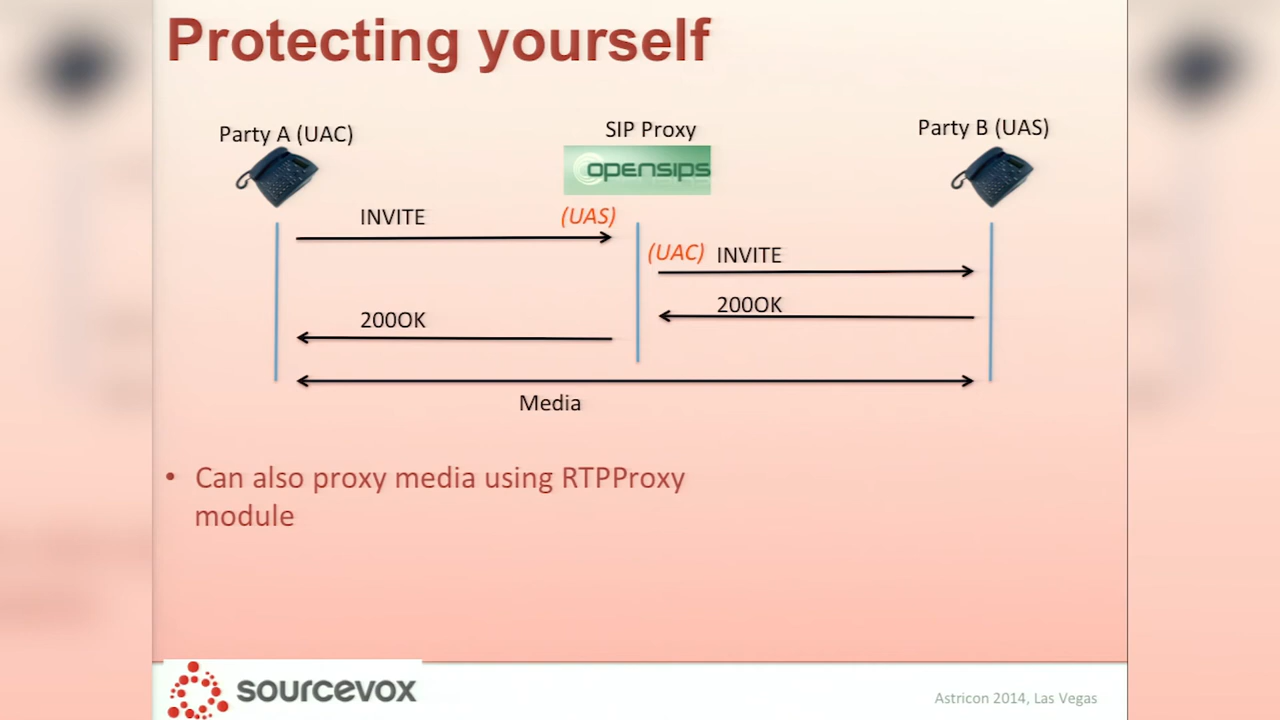 Protecting yourself
Party A (UAC)
SIP Proxy
Party B (UAS)
opensips
INVITE
(UAS)
(UAC)
INVITE
200OK
200OK
Media
• Can also proxy media using RTPProxy
module
sourcevox
Astricon 2014, Las Vegas